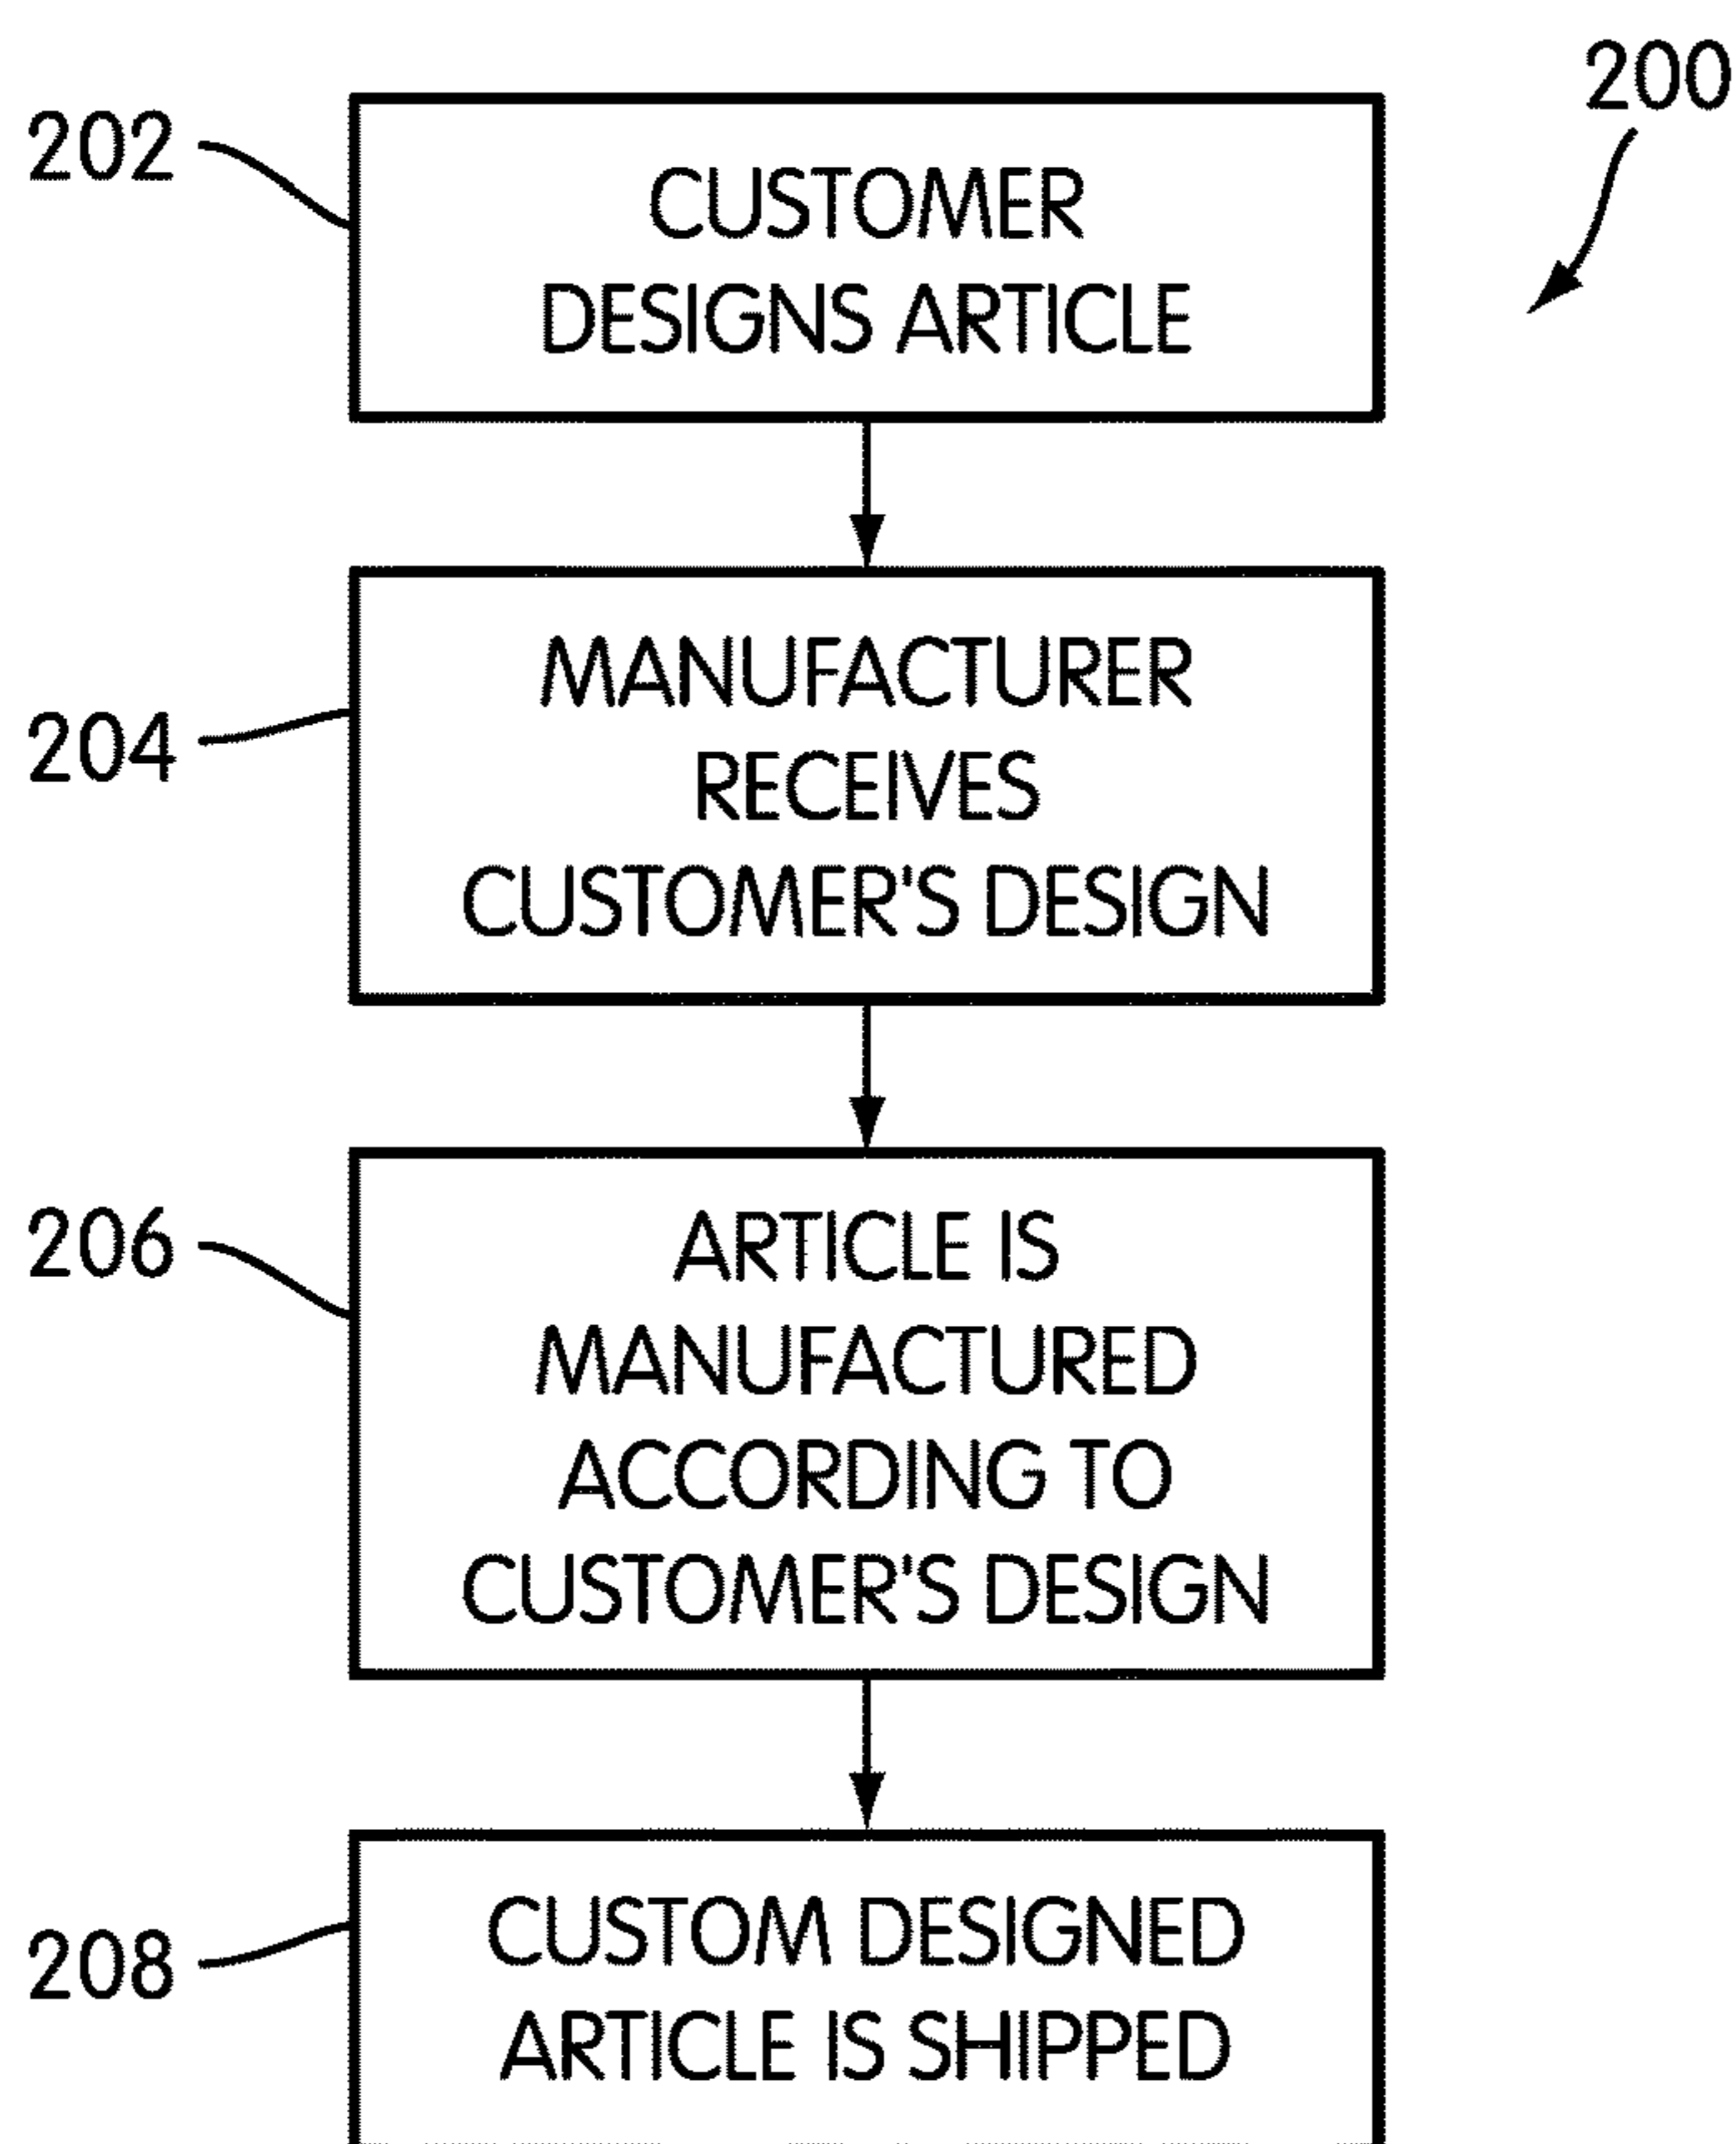 200
202
CUSTOMER
DESIGNS ARTICLE
204
MANUFACTURER
RECEIVES
CUSTOMER'S DESIGN
206
ARTICLE IS
MANUFACTURED
ACCORDING TO
CUSTOMER'S DESIGN
208
CUSTOM DESIGNED
ARTICLE IS SHIPPED